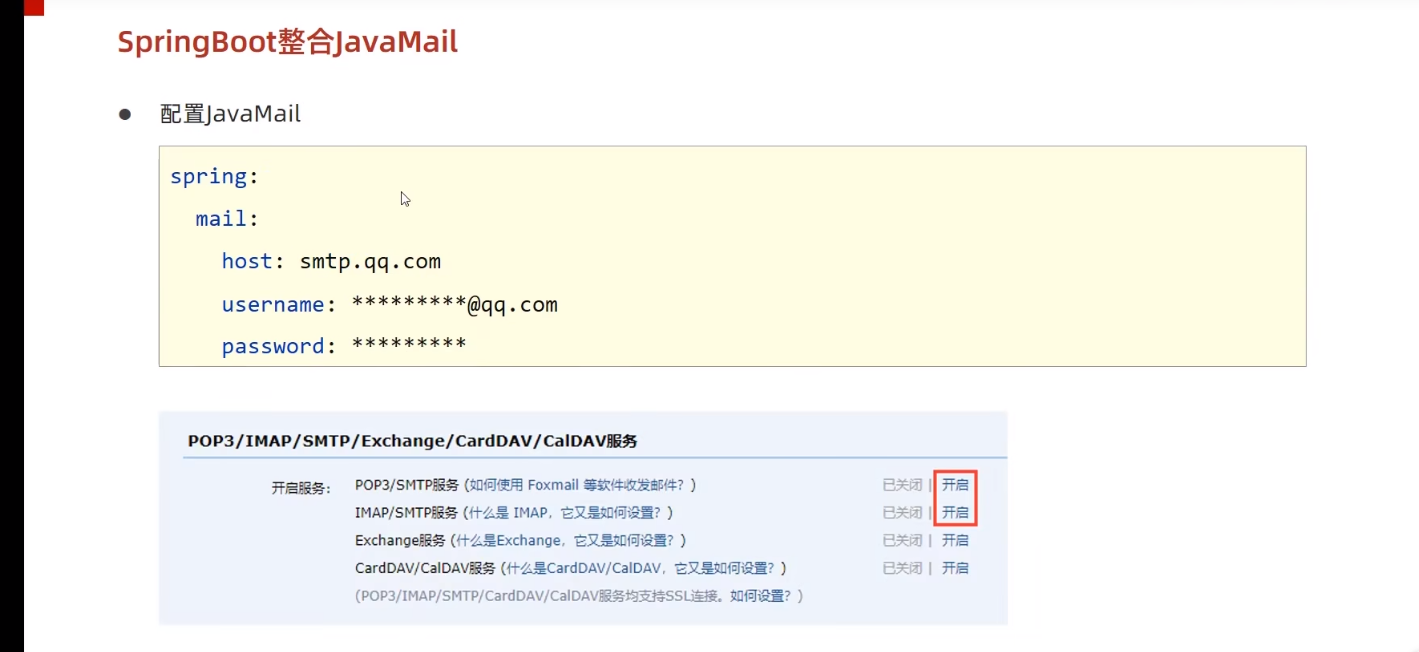 SpringBoot整合JavaMail
● 配置JavaMail
spring:
mail:
host: smtp.qq.com
username: *********@qq.com
password: *********
POP3/IMAP/SMTP/Exchange/CardDAV/CalDAV服务
开启服务： POP3/SMTP服务 (如何使用 Foxmail 等软件收发邮件？) 已关闭 | 开启
IMAP/SMTP服务 (什么是 IMAP，它又是如何设置？) 已关闭 | 开启
Exchange服务 (什么是Exchange，它又是如何设置？) 已关闭 | 开启
CardDAV/CalDAV服务 (什么是CardDAV/CalDAV，它又是如何设置？) 已关闭 | 开启
(POP3/IMAP/SMTP/CardDAV/CalDAV服务均支持SSL连接。如何设置？)